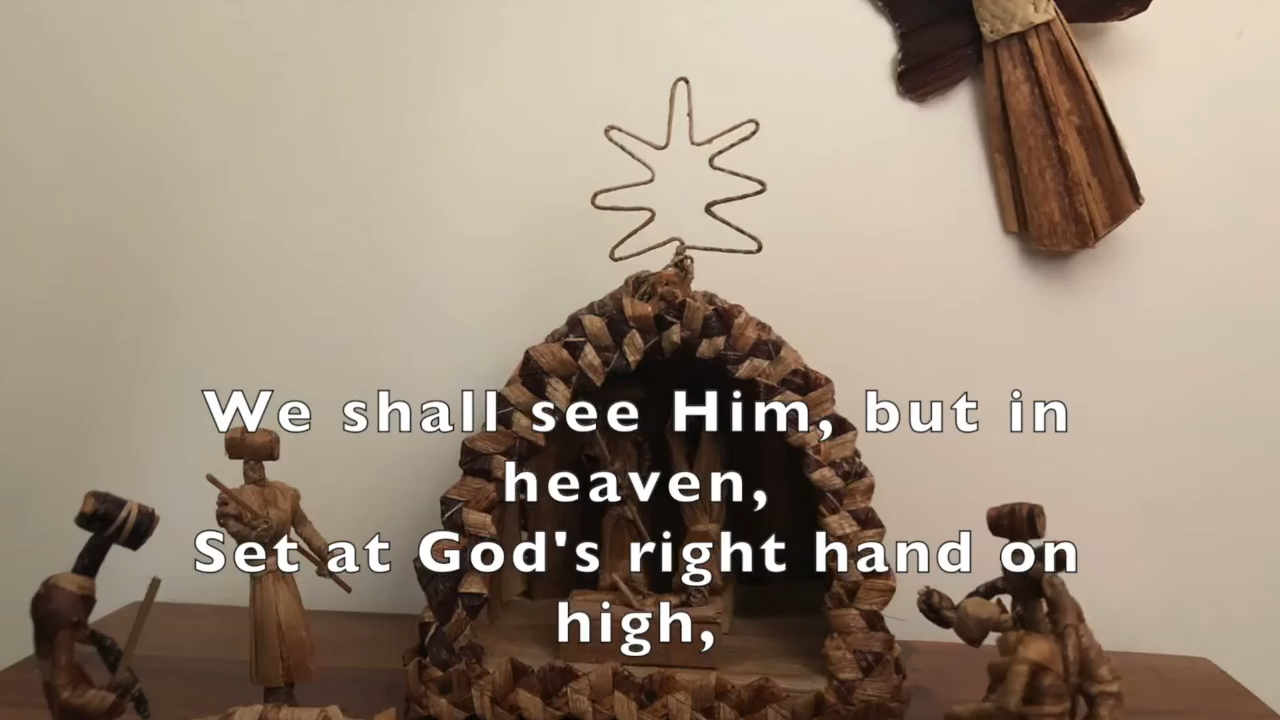 We shall see Him, but in
heaven,
Set at God's right hand on
high,